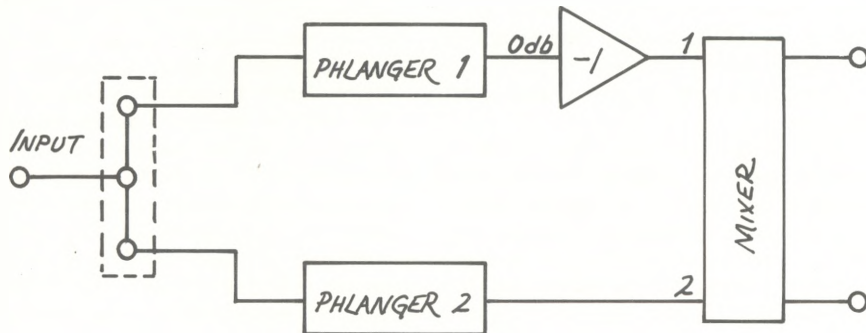 PHLANGER 1
0db
-1
1
INPUT
MIXER
PHLANGER 2
2